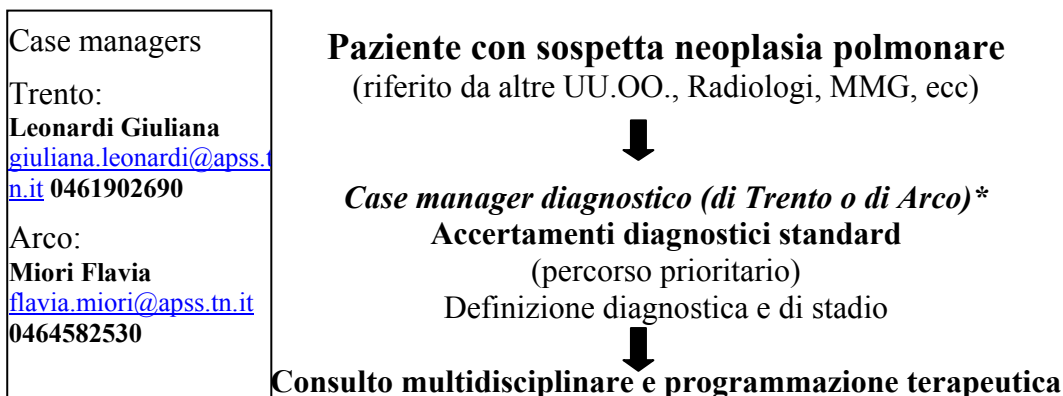 Case managers
Trento:
Leonardi Giuliana
giuliana.leonardi@apss.t
n.it 0461902690
Arco:
Miori Flavia
flavia.miori@apss.tn.it
0464582530
Paziente con sospetta neoplasia polmonare
(riferito da altre UU.OO., Radiologi, MMG, ecc)
Case manager diagnostico (di Trento o di Arco)*
Accertamenti diagnostici standard
(percorso prioritario)
Definizione diagnostica e di stadio
Consulto multidisciplinare e programmazione terapeutica